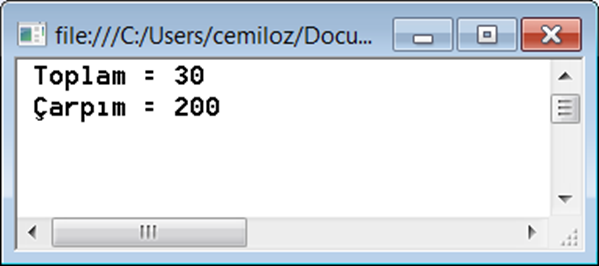 file:///C:/Users/cemiloz/Docu...
Toplam = 30
Çarpım = 200